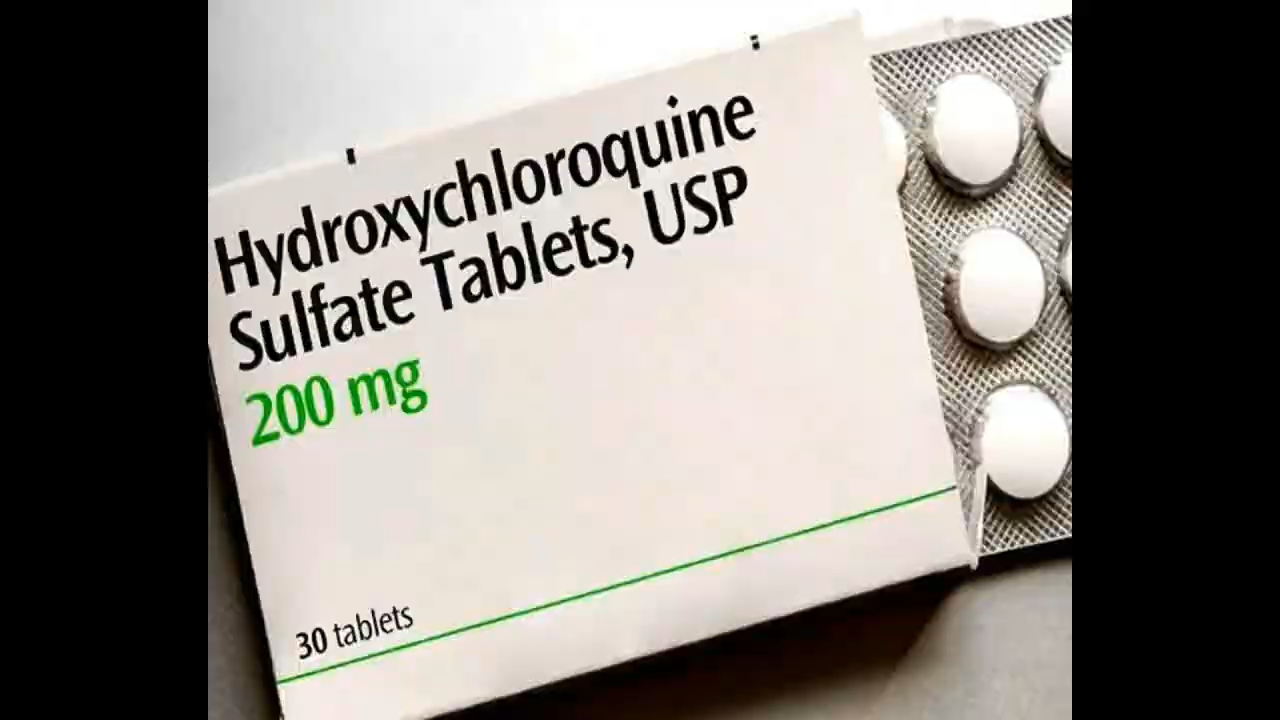 Hydroxychloroquine
Sulfate Tablets, USP
200 mg
30 tablets